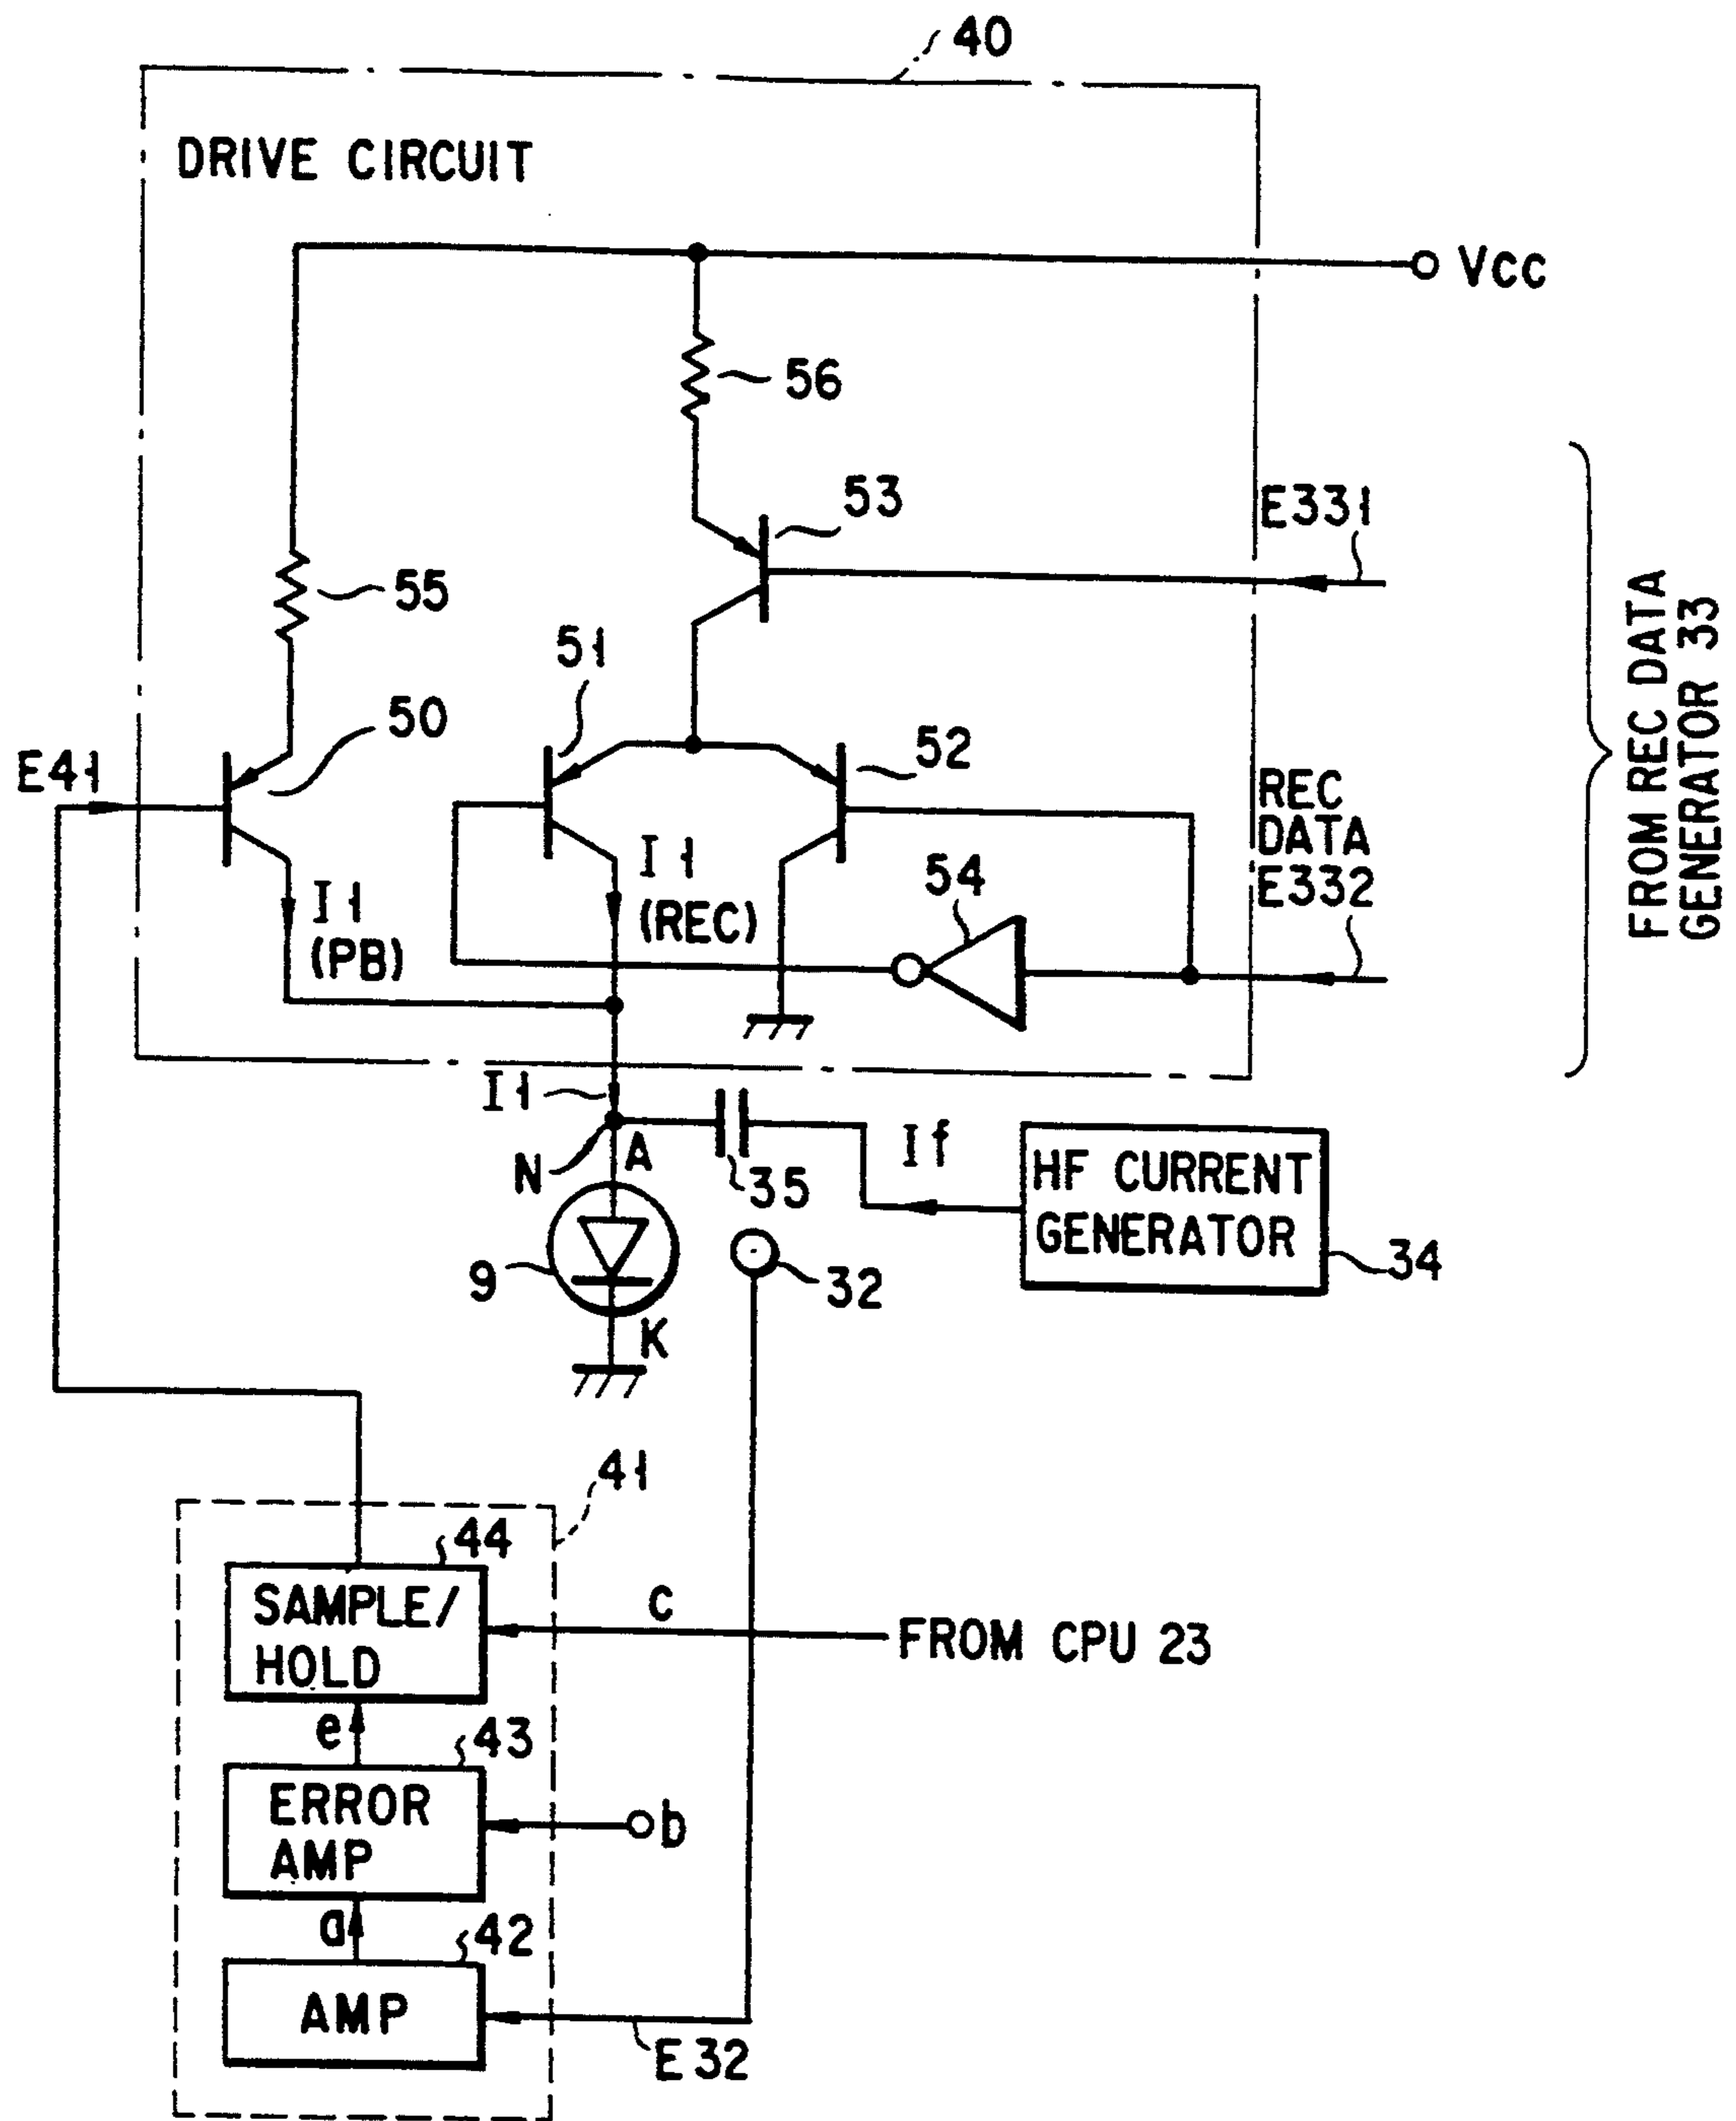 40
DRIVE CIRCUIT
Vcc
56
53
E331
55
51
50
52
E41
REC
DATA
E332
54
I1
(REC)
I1
(PB)
FROM REC DATA
GENERATOR 33
I1
N
A
35
If
HF CURRENT
GENERATOR
34
9
32
K
41
44
SAMPLE/
HOLD
c
FROM CPU 23
e
43
ERROR
AMP
b
a
42
AMP
E32